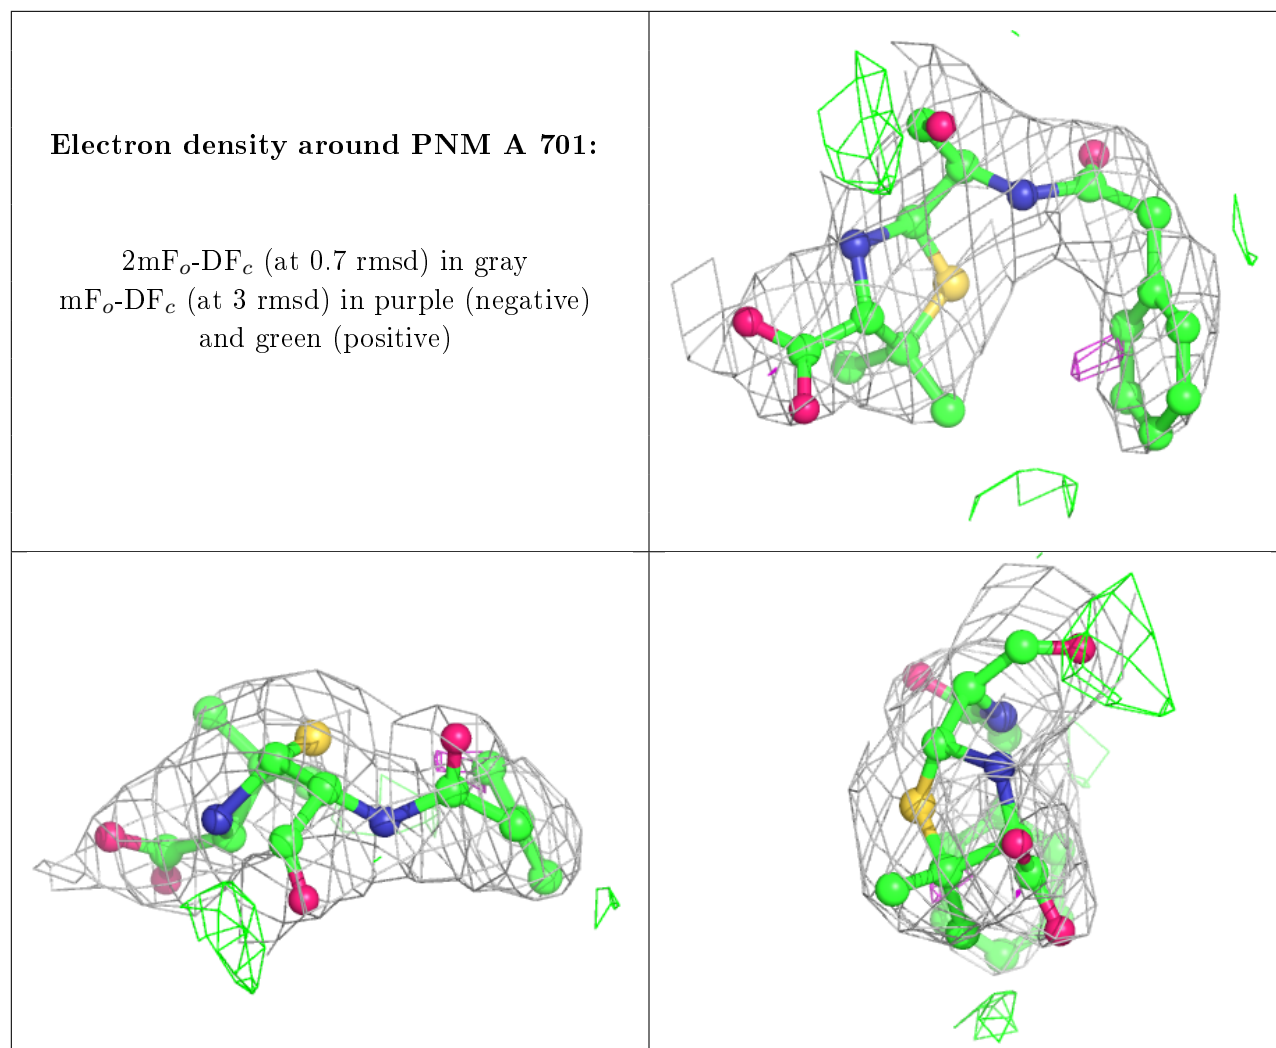 Electron density around PNM A 701:
2mFₒ-DF𝒸 (at 0.7 rmsd) in gray
mFₒ-DF𝒸 (at 3 rmsd) in purple (negative)
and green (positive)